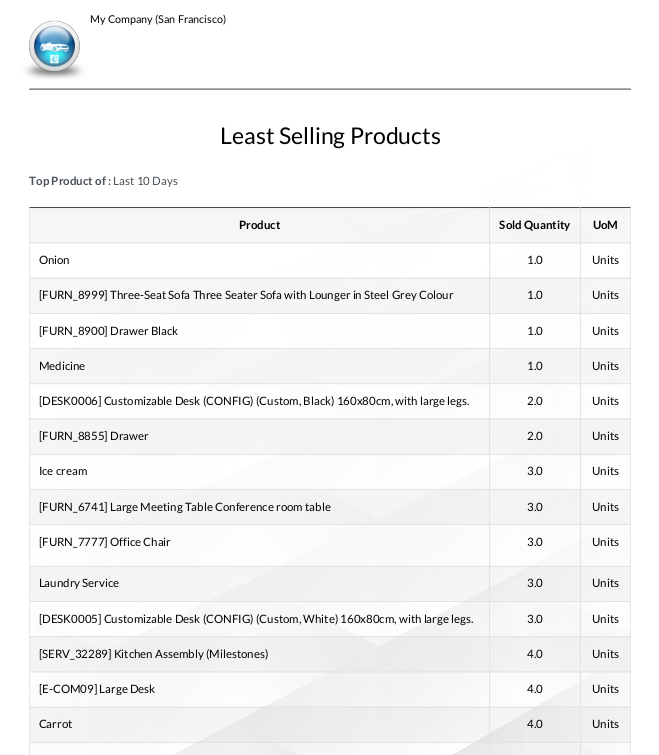 My Company (San Francisco)
Least Selling Products
Top Product of : Last 10 Days
Product Sold Quantity UoM
Onion 1.0 Units
[FURN_8999] Three-Seat Sofa Three Seater Sofa with Lounger in Steel Grey Colour 1.0 Units
[FURN_8900] Drawer Black 1.0 Units
Medicine 1.0 Units
[DESK0006] Customizable Desk (CONFIG) (Custom, Black) 160x80cm, with large legs. 2.0 Units
[FURN_8855] Drawer 2.0 Units
Ice cream 3.0 Units
[FURN_6741] Large Meeting Table Conference room table 3.0 Units
[FURN_7777] Office Chair 3.0 Units
Laundry Service 3.0 Units
[DESK0005] Customizable Desk (CONFIG) (Custom, White) 160x80cm, with large legs. 3.0 Units
[SERV_32289] Kitchen Assembly (Milestones) 4.0 Units
[E-COM09] Large Desk 4.0 Units
Carrot 4.0 Units